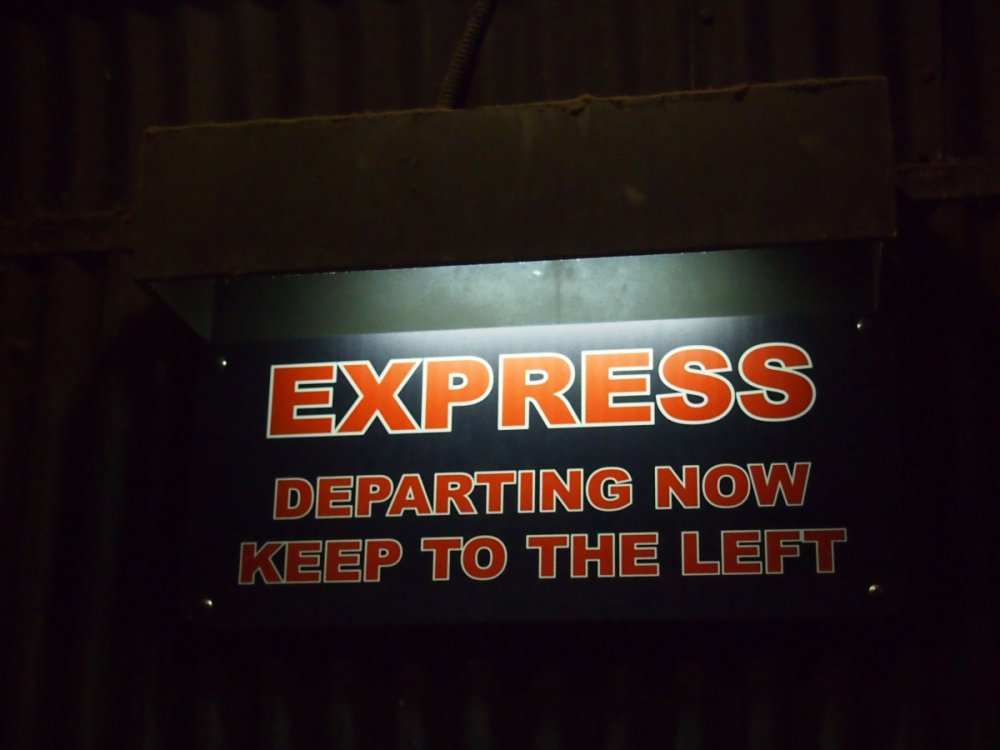 EXPRESS
DEPARTING NOW
KEEP TO THE LEFT